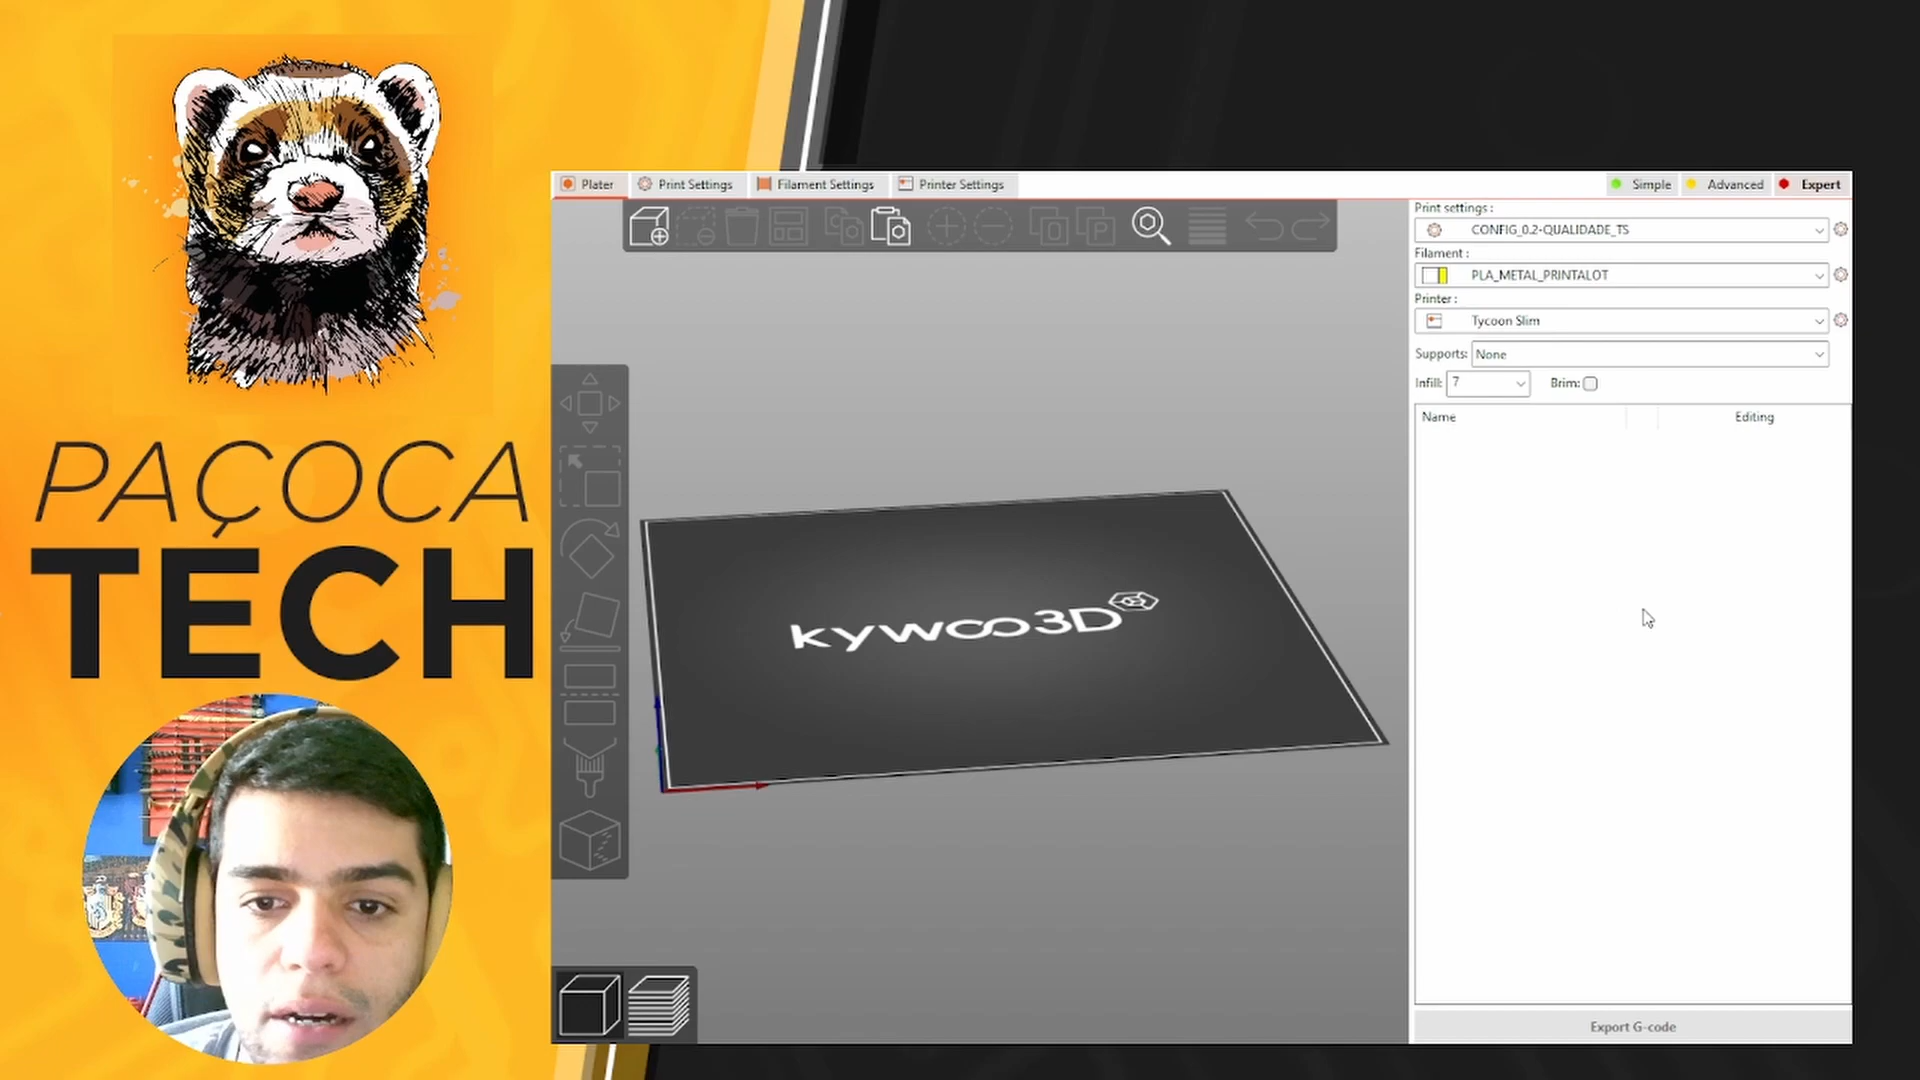 PAÇOCA
TECH
Plater
Print Settings
Filament Settings
Printer Settings
Simple
Advanced
Expert
Print settings :
CONFIG_0.2-QUALIDADE_TS
Filament :
PLA_METAL_PRINTALOT
Printer :
Tycoon Slim
Supports: None
Infill: 7 Brim:
Name Editing
kywoo3D
Export G-code